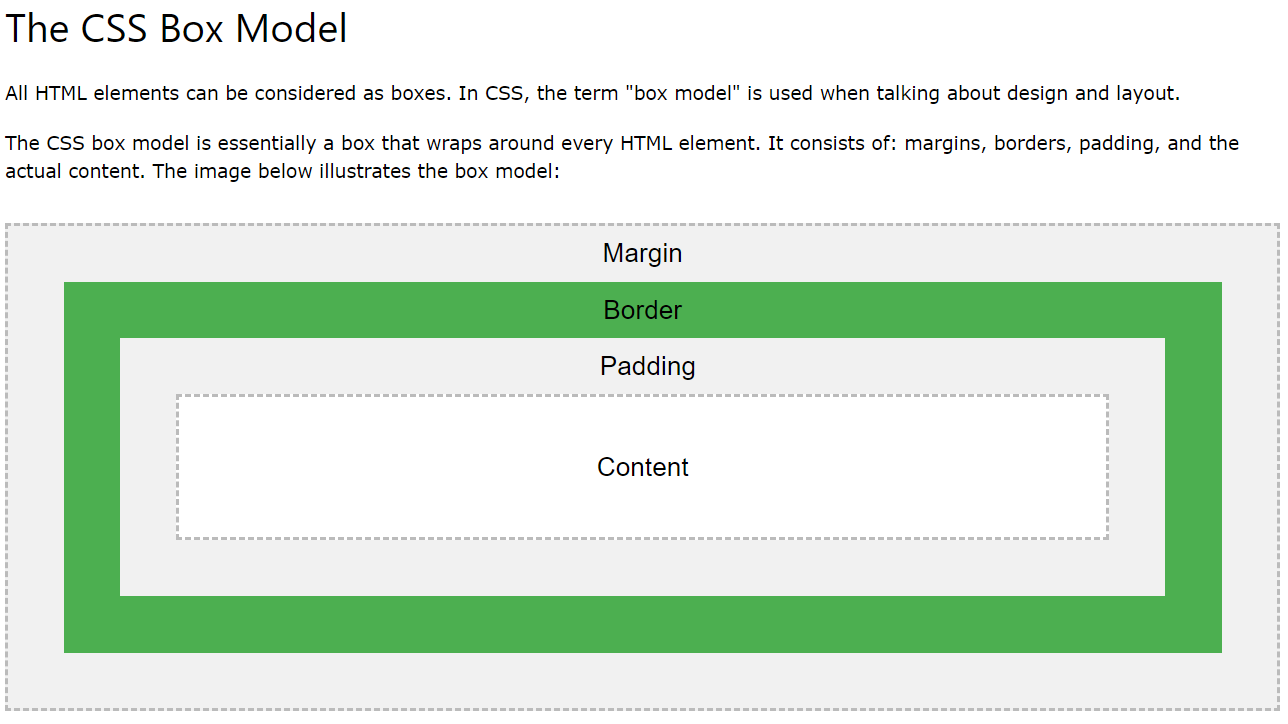 The CSS Box Model
All HTML elements can be considered as boxes. In CSS, the term "box model" is used when talking about design and layout.
The CSS box model is essentially a box that wraps around every HTML element. It consists of: margins, borders, padding, and the
actual content. The image below illustrates the box model:
Margin
Border
Padding
Content